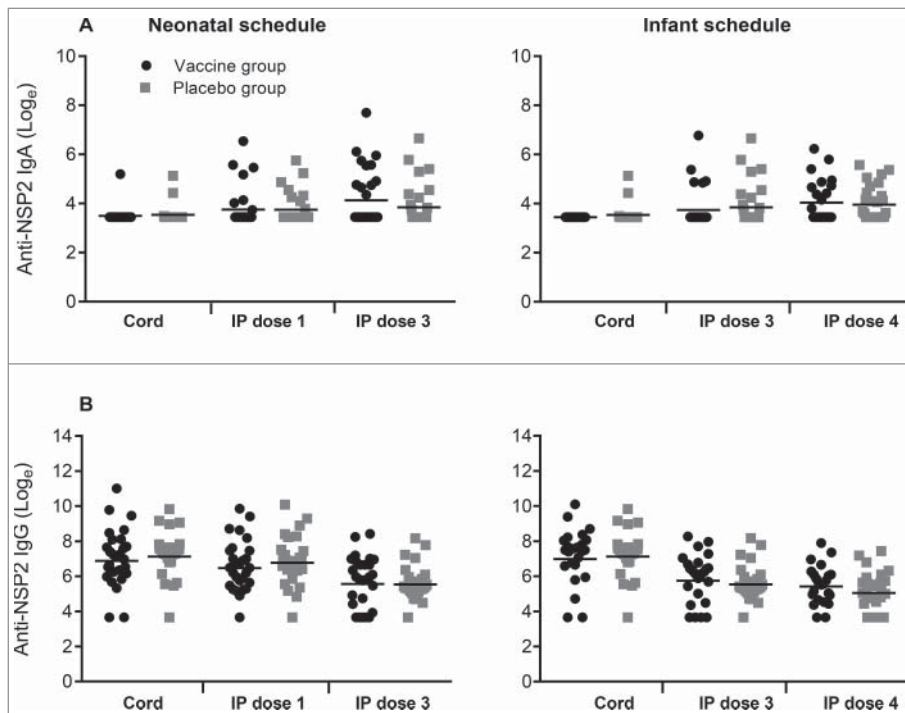 A
Neonatal schedule
Infant schedule
Vaccine group
Placebo group
Anti-NSP2 IgA (Logₑ)
10
8
6
4
2
0
Cord
IP dose 1
IP dose 3
10
8
6
4
2
0
Cord
IP dose 3
IP dose 4
B
Anti-NSP2 IgG (Logₑ)
14
12
10
8
6
4
2
0
Cord
IP dose 1
IP dose 3
14
12
10
8
6
4
2
0
Cord
IP dose 3
IP dose 4